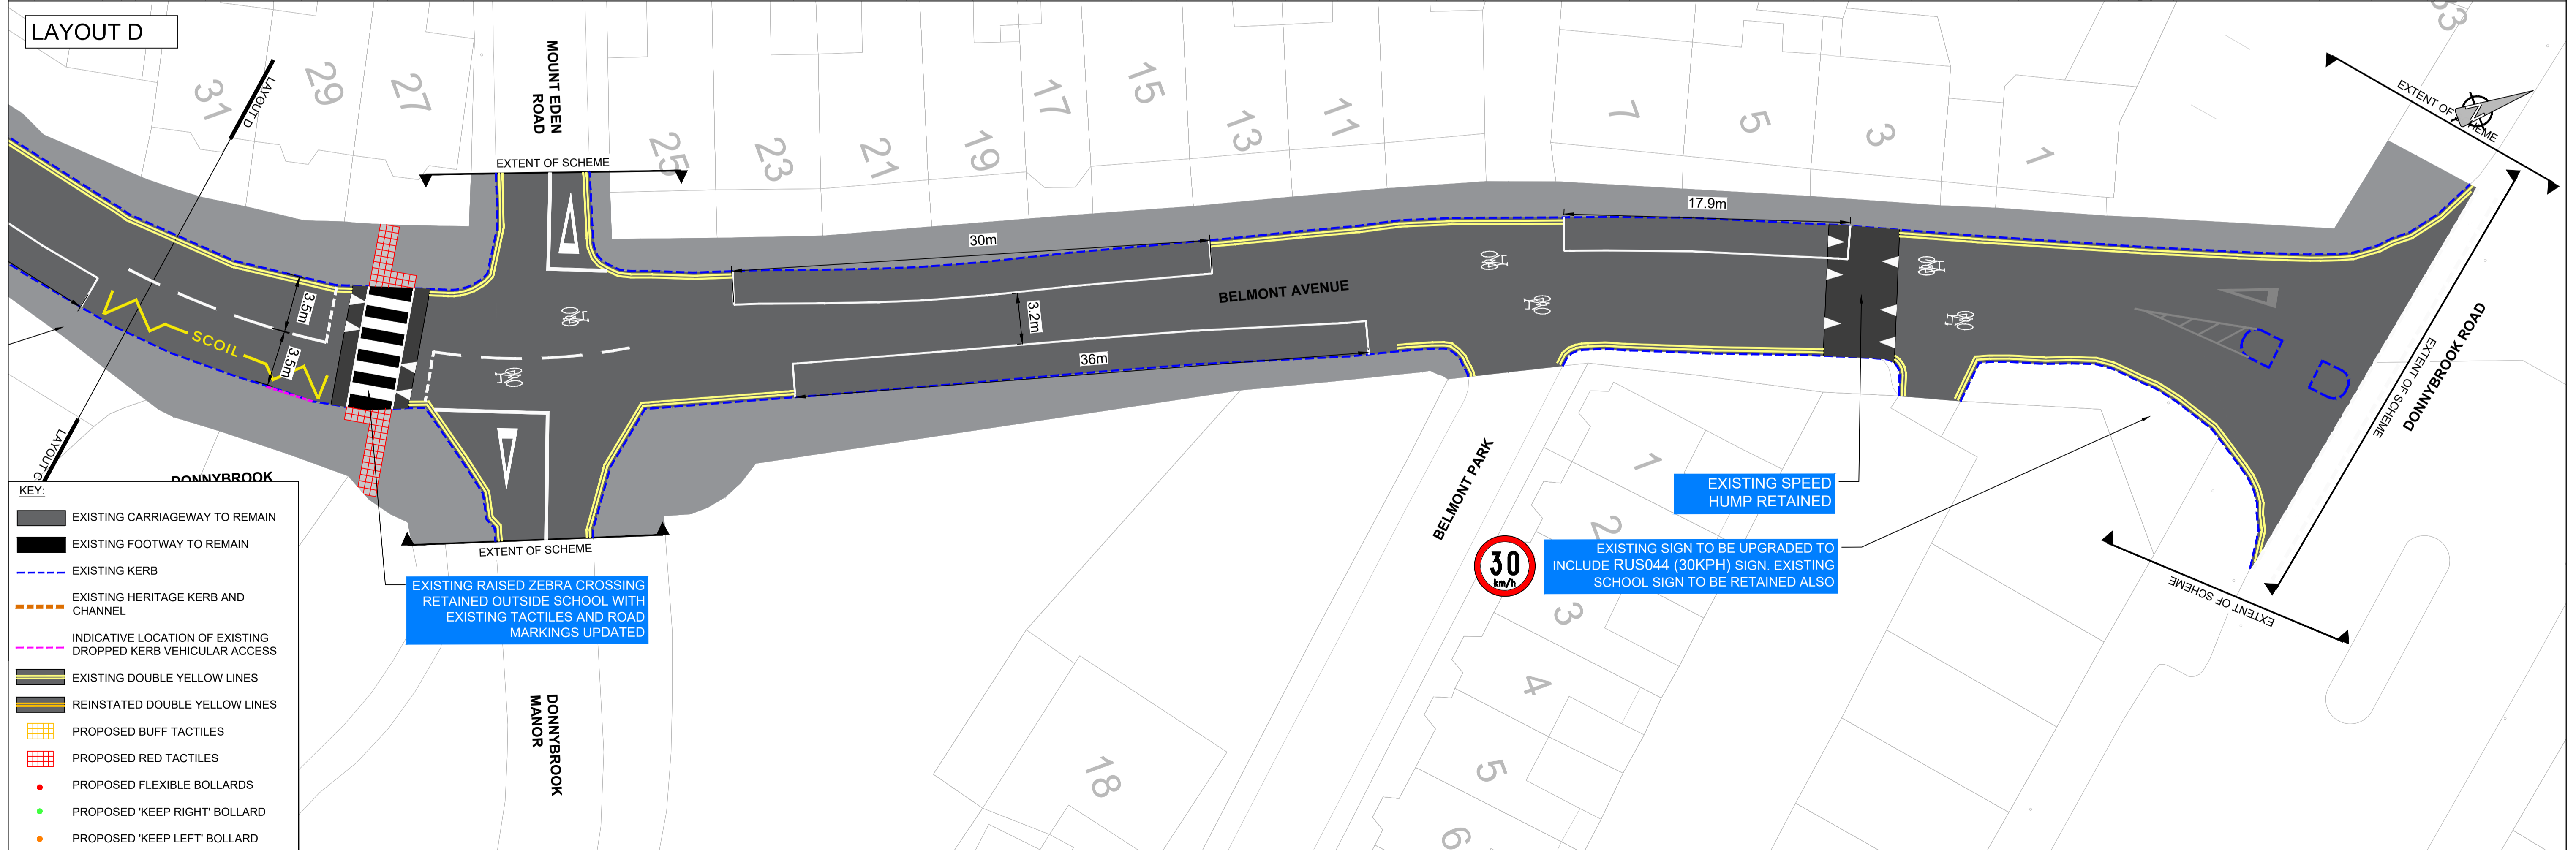 LAYOUT D
31
29
27
LAYOUT D
MOUNT EDEN
ROAD
EXTENT OF SCHEME
25
23
21
19
17
15
13
11
7
5
3
1
33
EXTENT OF SCHEME
30m
17.9m
3.5m
3.5m
SCOIL
3.2m
36m
BELMONT AVENUE
EXTENT OF SCHEME
DONNYBROOK ROAD
LAYOUT C
DONNYBROOK
EXTENT OF SCHEME
DONNYBROOK
MANOR
BELMONT PARK
18
1
2
3
4
5
6
EXISTING SPEED
HUMP RETAINED
30
km/h
EXISTING SIGN TO BE UPGRADED TO
INCLUDE RUS044 (30KPH) SIGN. EXISTING
SCHOOL SIGN TO BE RETAINED ALSO
EXTENT OF SCHEME
EXISTING RAISED ZEBRA CROSSING
RETAINED OUTSIDE SCHOOL WITH
EXISTING TACTILES AND ROAD
MARKINGS UPDATED
KEY:
EXISTING CARRIAGEWAY TO REMAIN
EXISTING FOOTWAY TO REMAIN
EXISTING KERB
EXISTING HERITAGE KERB AND
CHANNEL
INDICATIVE LOCATION OF EXISTING
DROPPED KERB VEHICULAR ACCESS
EXISTING DOUBLE YELLOW LINES
REINSTATED DOUBLE YELLOW LINES
PROPOSED BUFF TACTILES
PROPOSED RED TACTILES
PROPOSED FLEXIBLE BOLLARDS
PROPOSED 'KEEP RIGHT' BOLLARD
PROPOSED 'KEEP LEFT' BOLLARD